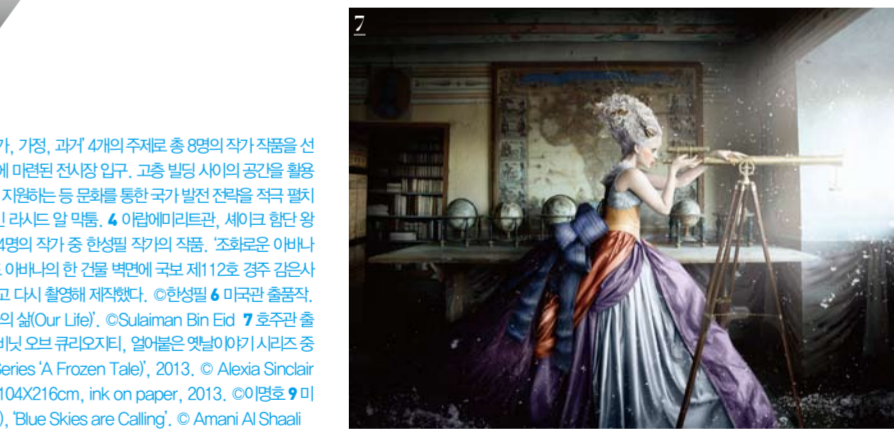 가, 가정, 과거’ 4개의 주제로 총 8명의 작가 작품을 선
에 마련된 전시장 입구. 고층 빌딩 사이의 공간을 활용
지원하는 등 문화를 통한 국가 발전 전략을 적극 펼치
인 라시드 알 막툼. 4 아랍에미리트관, 셰이크 함단 왕
4명의 작가 중 한성필 작가의 작품. ‘조화로운 아바나
아바나의 한 건물 벽면에 국보 제112호 경주 감은사
고 다시 촬영해 제작했다. ©한성필 6 미국관 출품작.
의 삶(Our Life)’. ©Sulaiman Bin Eid 7 호주관 출
비닛 오브 큐리오지티, 얼어붙은 옛날이야기 시리즈 중
Series ‘A Frozen Tale)’, 2013. © Alexia Sinclair
104X216cm, ink on paper, 2013. ©이명호 9 미
), ‘Blue Skies are Calling’. © Amani Al Shaali
7